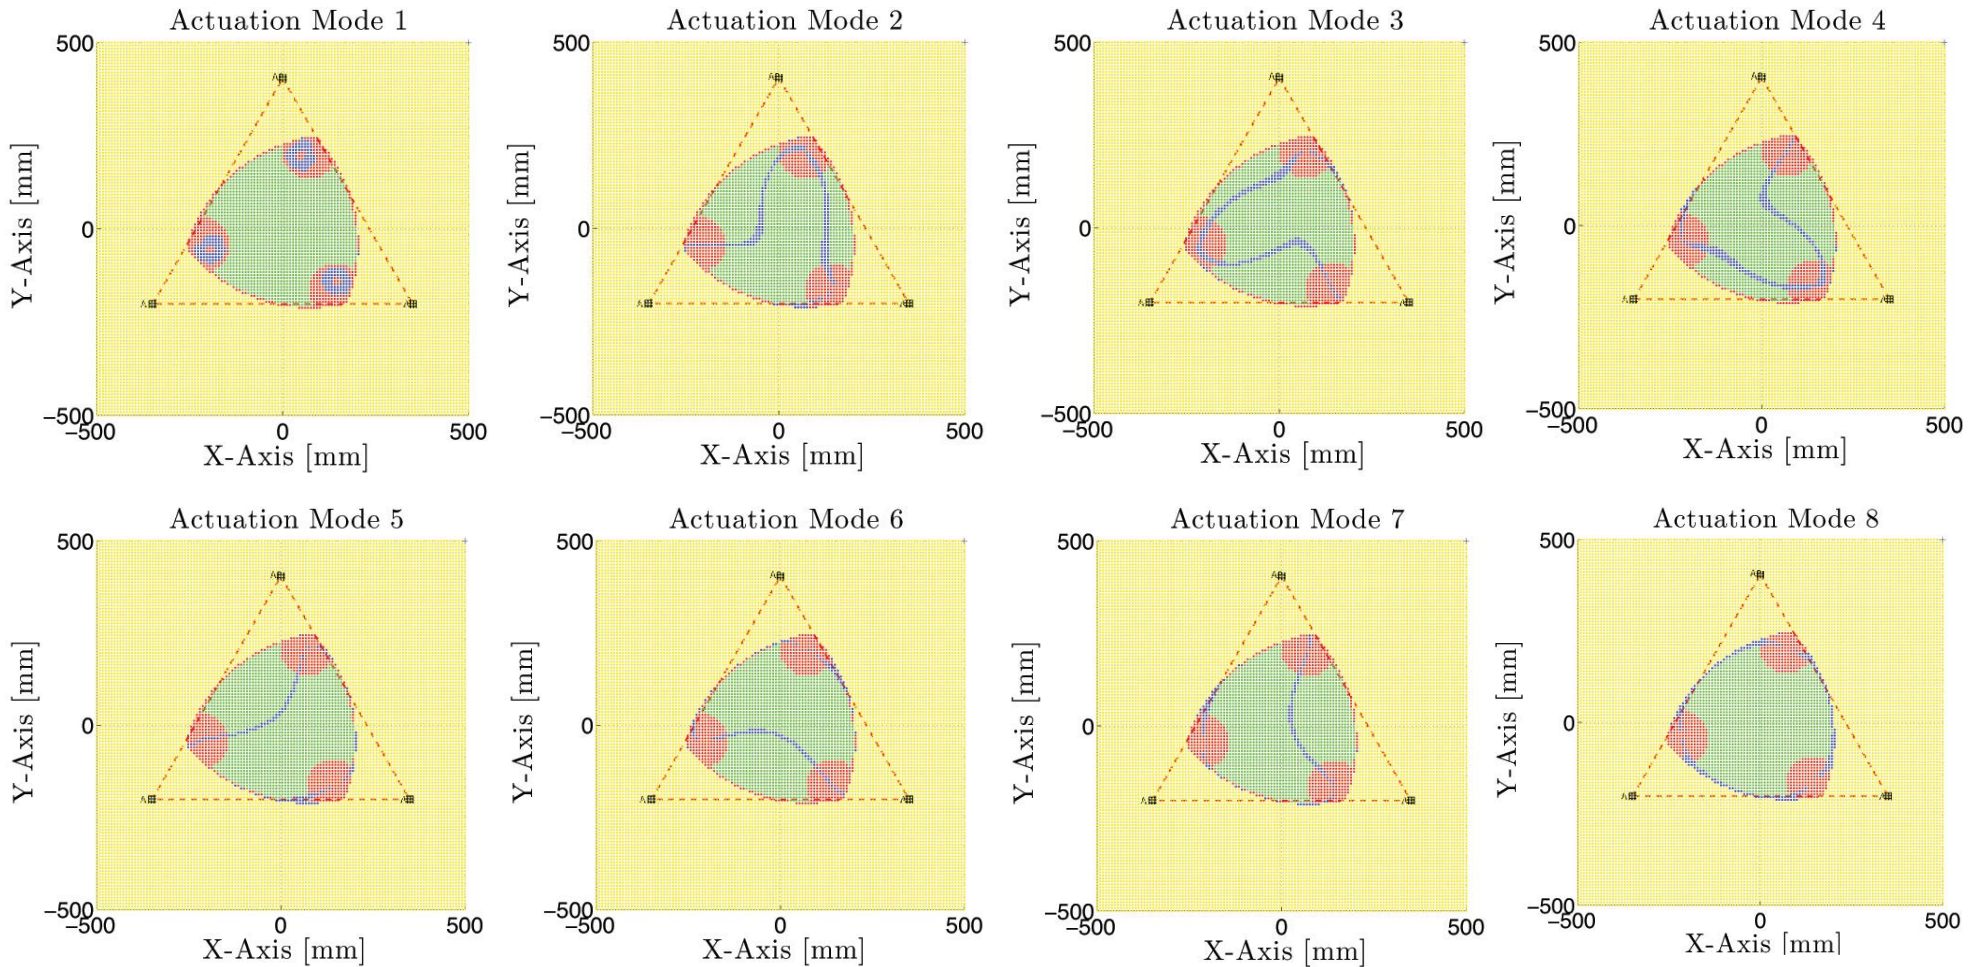 Actuation Mode 1
Actuation Mode 2
Actuation Mode 3
Actuation Mode 4
500
500
500
500
Y-Axis [mm]
Y-Axis [mm]
Y-Axis [mm]
Y-Axis [mm]
0
0
0
0
−500
−500
−500
−500
−500 0 500
−500 0 500
−500 0 500
−500 0 500
X-Axis [mm]
X-Axis [mm]
X-Axis [mm]
X-Axis [mm]
Actuation Mode 5
Actuation Mode 6
Actuation Mode 7
Actuation Mode 8
500
500
500
500
Y-Axis [mm]
Y-Axis [mm]
Y-Axis [mm]
Y-Axis [mm]
0
0
0
0
−500
−500
−500
−500
−500 0 500
−500 0 500
−500 0 500
−500 0 500
X-Axis [mm]
X-Axis [mm]
X-Axis [mm]
X-Axis [mm]